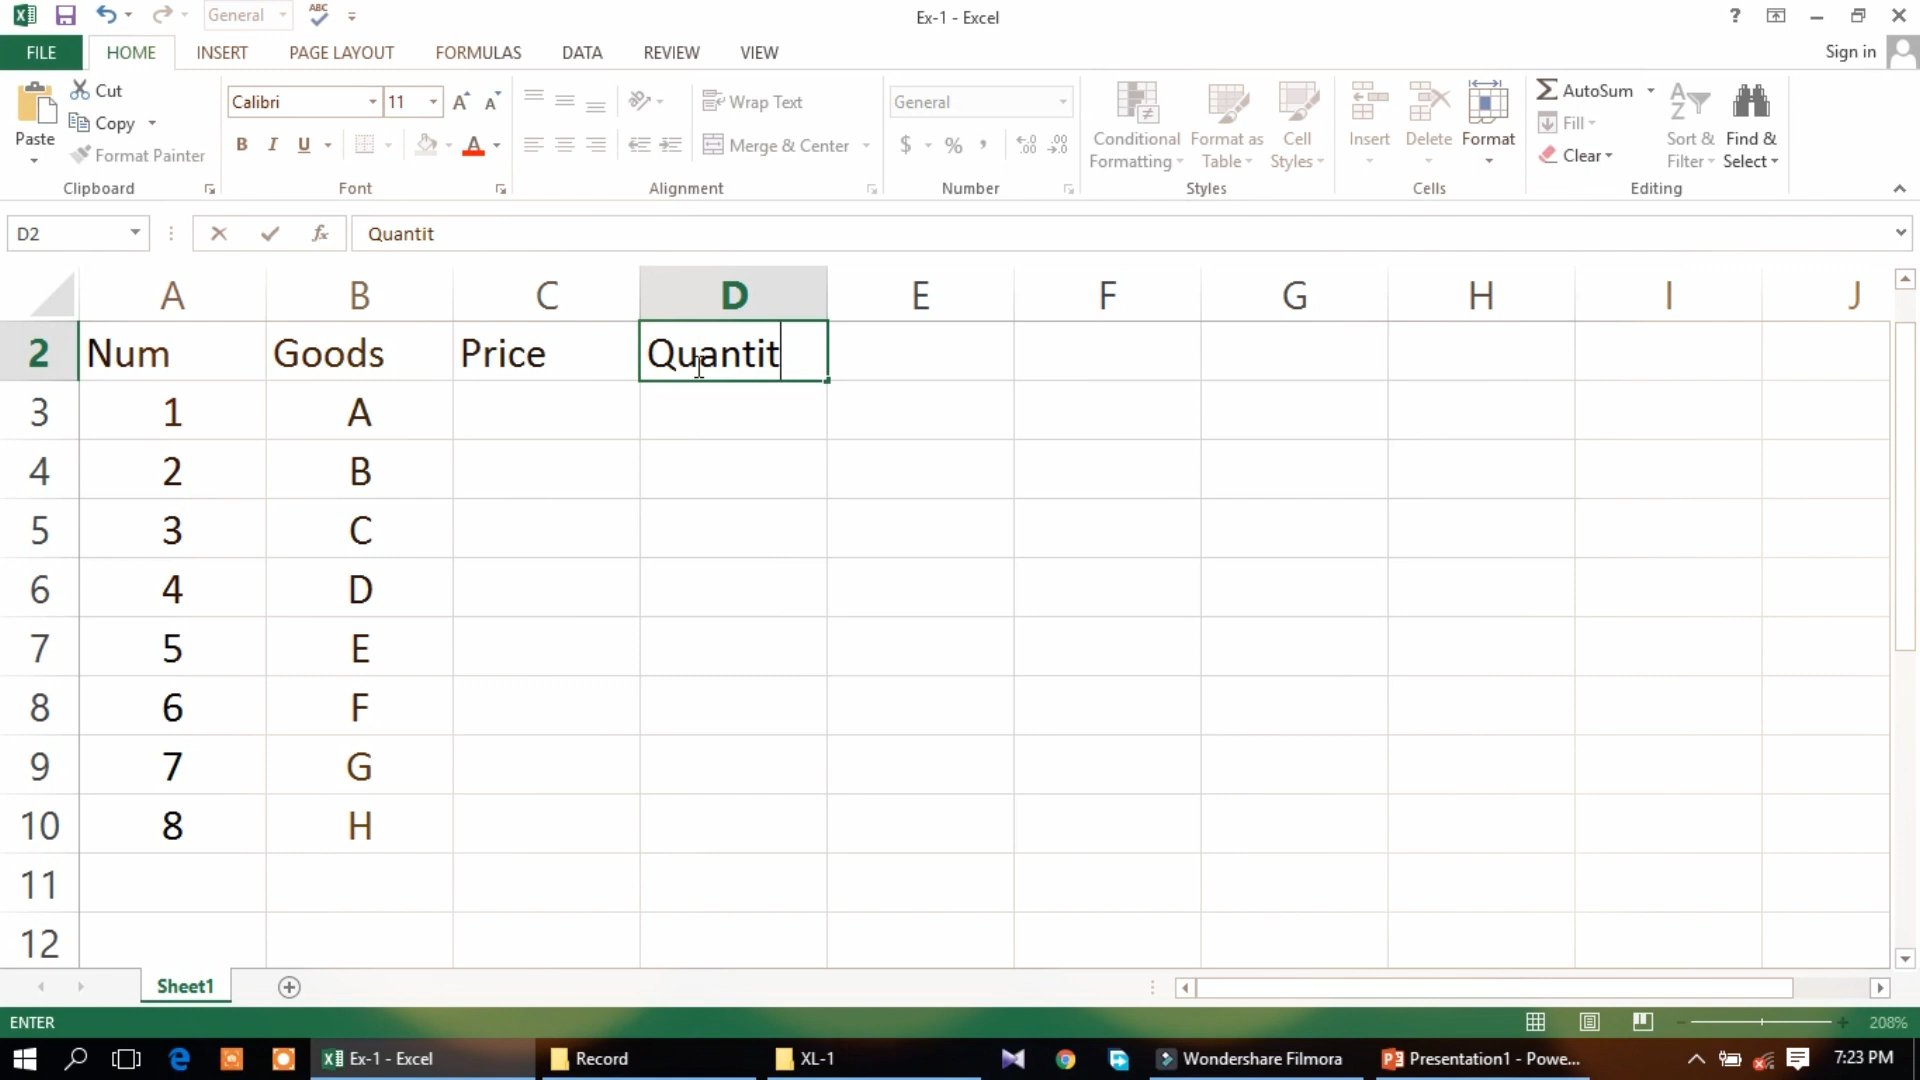 General ABC
Ex-1 - Excel
?
FILE HOME INSERT PAGE LAYOUT FORMULAS DATA REVIEW VIEW
Sign in
Paste
Cut
Copy
Format Painter
Clipboard
Calibri 11
B I U A
Font
Wrap Text
Merge & Center
Alignment
General
$ % ,
Number
Conditional Formatting
Format as Table
Cell Styles
Styles
Insert Delete Format
Cells
AutoSum
Fill
Clear
Sort & Filter
Find & Select
Editing
D2 fx Quantit
A B C D E F G H I J
2 Num Goods Price Quantit
3 1 A
4 2 B
5 3 C
6 4 D
7 5 E
8 6 F
9 7 G
10 8 H
11
12
Sheet1
ENTER 208%
Ex-1 - Excel Record XL-1 Wondershare Filmora Presentation1 - Powe... 7:23 PM